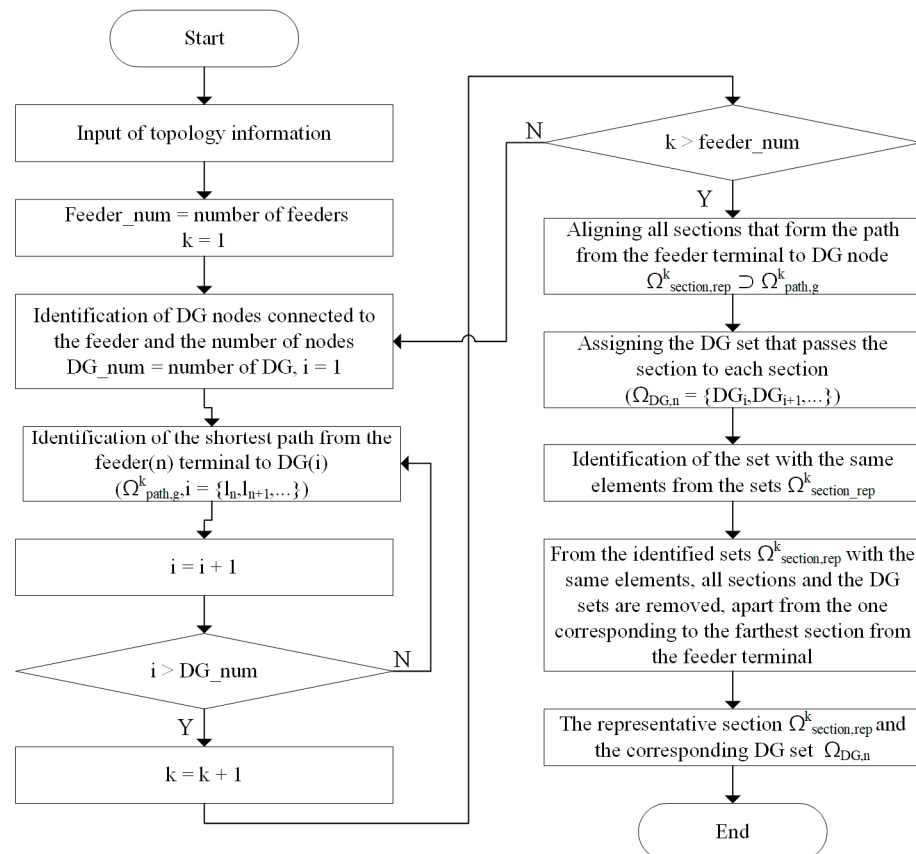 Start
Input of topology information
Feeder_num = number of feeders
k = 1
Identification of DG nodes connected to
the feeder and the number of nodes
DG_num = number of DG, i = 1
Identification of the shortest path from the
feeder(n) terminal to DG(i)
(Ω^k_path,g,i = {l_n,l_n+1,...})
i = i + 1
i > DG_num
N
Y
k = k + 1
k > feeder_num
N
Y
Aligning all sections that form the path
from the feeder terminal to DG node
Ω^k_section,rep ⊃ Ω^k_path,g
Assigning the DG set that passes the
section to each section
(Ω_DG,n = {DG_i,DG_i+1,...})
Identification of the set with the same
elements from the sets Ω^k_section_rep
From the identified sets Ω^k_section,rep with the
same elements, all sections and the DG
sets are removed, apart from the one
corresponding to the farthest section from
the feeder terminal
The representative section Ω^k_section,rep and
the corresponding DG set Ω_DG,n
End